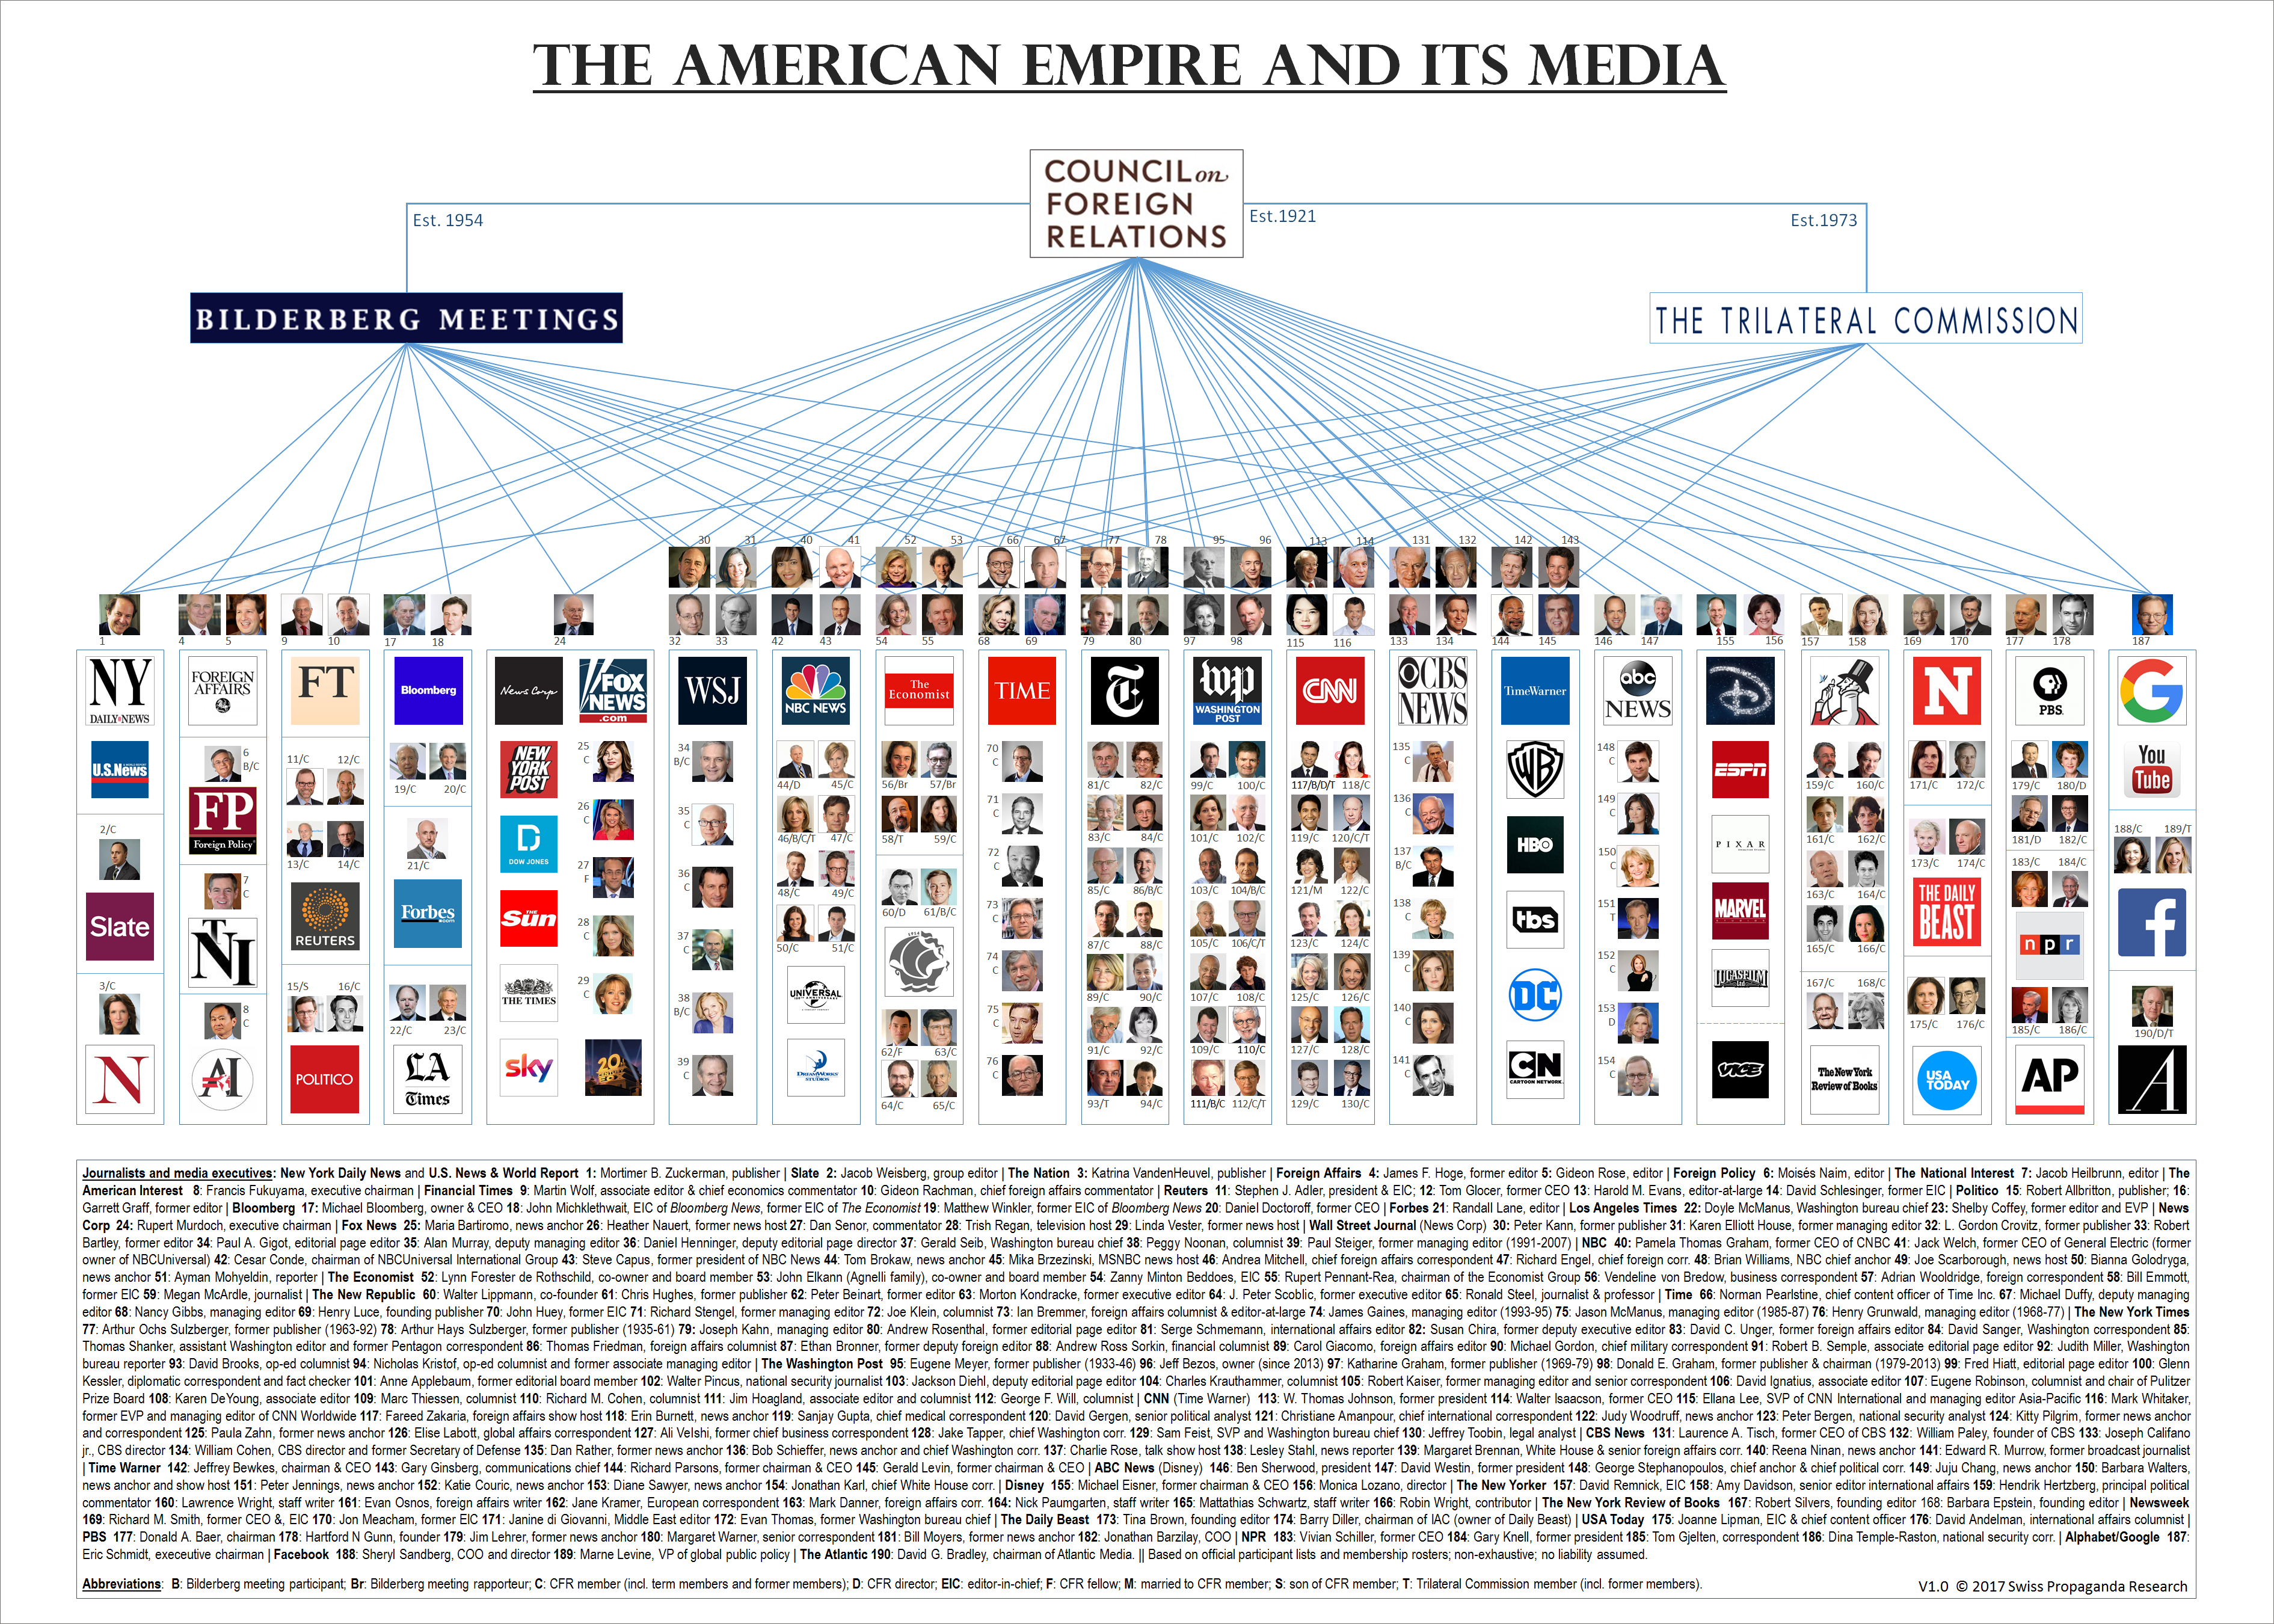 THE AMERICAN EMPIRE AND ITS MEDIA
COUNCIL on
FOREIGN
RELATIONS
Est. 1954
Est.1921
Est.1973
BILDERBERG MEETINGS
THE TRILATERAL COMMISSION
30 31 40 41 52 53 66 67 77 78 95 96 113 114 131 132 142 143
1 4 5 9 10 17 18 24 32 33 42 43 54 55 68 69 79 80 97 98 115 116 133 134 144 145 146 147 155 156 157 158 169 170 177 178 187
NY
DAILY NEWS
U.S.News
2/C
Slate
3/C
N
FOREIGN
AFFAIRS
6
B/C
FP
Foreign Policy
7
C
TNI
8
C
AI
FT
11/C 12/C
13/C 14/C
REUTERS
15/S 16/C
POLITICO
Bloomberg
19/C 20/C
21/C
Forbes
.com
22/C 23/C
LA
Times
News Corp
FOX
NEWS
.com
NEW
YORK
POST
25
C
DOW JONES
26
C
27
F
THE
Sun
28
C
THE TIMES
29
C
sky
20
WSJ
34
B/C
35
C
36
C
37
C
38
B/C
39
C
NBC NEWS
44/D 45/C
46/B/C/T 47/C
48/C 49/C
50/C 51/C
UNIVERSAL
DREAMWORKS
STUDIOS
The
Economist
56/Br 57/Br
58/T 59/C
60/D 61/B/C
62/F 63/C
64/C 65/C
TIME
70
C
71
C
72
C
73
C
74
C
75
C
76
C
T
81/C 82/C
83/C 84/C
85/C 86/B/C
87/C 88/C
89/C 90/C
91/C 92/C
93/T 94/C
wp
WASHINGTON
POST
99/C 100/C
101/C 102/C
103/C 104/B/C
105/C 106/C/T
107/C 108/C
109/C 110/C
111/B/C 112/C/T
CNN
117/B/D/T 118/C
119/C 120/C/T
121/M 122/C
123/C 124/C
125/C 126/C
127/C 128/C
129/C 130/C
CBS
NEWS
135
C
136
C
137
B/C
138
C
139
C
140
C
141
C
TimeWarner
WB
HBO
tbs
DC
CN
CARTOON NETWORK
abc
NEWS
148
C
149
C
150
C
151
T
152
C
153
D
154
C
D
ESPN
PIXAR
MARVEL
LUCASFILM
VICE
159/C 160/C
161/C 162/C
163/C 164/C
165/C 166/C
167/C 168/C
The New York
Review of Books
N
171/C 172/C
173/C 174/C
THE DAILY
BEAST
175/C 176/C
USA
TODAY
PBS
179/C 180/D
181/D 182/C
183/C 184/C
npr
185/C 186/C
AP
G
You
Tube
188/C 189/T
f
190/D/T
A
Journalists and media executives: New York Daily News and U.S. News & World Report 1: Mortimer B. Zuckerman, publisher | Slate 2: Jacob Weisberg, group editor | The Nation 3: Katrina VandenHeuvel, publisher | Foreign Affairs 4: James F. Hoge, former editor 5: Gideon Rose, editor | Foreign Policy 6: Moisés Naim, editor | The National Interest 7: Jacob Heilbrunn, editor | The
American Interest 8: Francis Fukuyama, executive chairman | Financial Times 9: Martin Wolf, associate editor & chief economics commentator 10: Gideon Rachman, chief foreign affairs commentator | Reuters 11: Stephen J. Adler, president & EIC; 12: Tom Glocer, former CEO 13: Harold M. Evans, editor-at-large 14: David Schlesinger, former EIC | Politico 15: Robert Allbritton, publisher; 16:
Garrett Graff, former editor | Bloomberg 17: Michael Bloomberg, owner & CEO 18: John Michklethwait, EIC of Bloomberg News, former EIC of The Economist 19: Matthew Winkler, former EIC of Bloomberg News 20: Daniel Doctoroff, former CEO | Forbes 21: Randall Lane, editor | Los Angeles Times 22: Doyle McManus, Washington bureau chief 23: Shelby Coffey, former editor and EVP | News
Corp 24: Rupert Murdoch, executive chairman | Fox News 25: Maria Bartiromo, news anchor 26: Heather Nauert, former news host 27: Dan Senor, commentator 28: Trish Regan, television host 29: Linda Vester, former host | Wall Street Journal (News Corp) 30: Peter Kann, former publisher 31: Karen Elliott House, former managing editor 32: L. Gordon Crovitz, former publisher 33: Robert
Bartley, former editor 34: Paul A. Gigot, editorial page editor 35: Alan Murray, deputy managing editor 36: Daniel Henninger, deputy editorial page director 37: Gerald Seib, Washington bureau chief 38: Peggy Noonan, columnist 39: Paul Steiger, former managing editor (1991-2007) | NBC 40: Pamela Thomas Graham, former CEO of CNBC 41: Jack Welch, former CEO of General Electric (former
owner of NBCUniversal) 42: Cesar Conde, chairman of NBCUniversal International Group 43: Steve Capus, former president of NBC News 44: Tom Brokaw, news anchor 45: Mika Brzezinski, MSNBC news host 46: Andrea Mitchell, chief foreign affairs correspondent 47: Richard Engel, chief foreign corr. 48: Brian Williams, NBC chief anchor 49: Joe Scarborough, news host 50: Bianna Golodryga,
news anchor 51: Ayman Mohyeldin, reporter | The Economist 52: Lynn Forester de Rothschild, co-owner and board member 53: John Elkann (Agnelli family), co-owner and board member 54: Zanny Minton Beddoes, EIC 55: Rupert Pennant-Rea, chairman of the Economist Group 56: Vendeline von Bredow, business correspondent 57: Adrian Wooldridge, foreign correspondent 58: Bill Emmott,
former EIC 59: Megan McArdle, journalist | The New Republic 60: Walter Lippmann, co-founder 61: Chris Hughes, former publisher 62: Peter Beinart, former editor 63: Morton Kondracke, former executive editor 64: J. Peter Scoblic, former executive editor 65: Ronald Steel, journalist & professor | Time 66: Norman Pearlstine, chief content officer of Time Inc. 67: Michael Duffy, deputy managing
editor 68: Nancy Gibbs, managing editor 69: Henry Luce, founding publisher 70: John Huey, former EIC 71: Richard Stengel, former managing editor 72: Joe Klein, columnist 73: Ian Bremmer, foreign affairs columnist & editor-at-large 74: James Gaines, managing editor (1993-95) 75: Jason McManus, managing editor (1985-87) 76: Henry Grunwald, managing editor (1968-77) | The New York Times
77: Arthur Ochs Sulzberger, former publisher (1963-92) 78: Arthur Hays Sulzberger, former publisher (1935-61) 79: Joseph Kahn, managing editor 80: Andrew Rosenthal, former editorial page editor 81: Serge Schmemann, international affairs editor 82: Susan Chira, former deputy executive editor 83: David C. Unger, former foreign affairs editor 84: David Sanger, Washington correspondent 85:
Thomas Shanker, assistant Washington editor and former Pentagon correspondent 86: Thomas Friedman, foreign affairs columnist 87: Ethan Bronner, former deputy foreign editor 88: Andrew Ross Sorkin, financial columnist 89: Carol Giacomo, foreign affairs editor 90: Michael Gordon, chief military correspondent 91: Robert B. Semple, associate editorial page editor 92: Judith Miller, Washington
bureau reporter 93: David Brooks, op-ed columnist 94: Nicholas Kristof, op-ed columnist and former associate managing editor | The Washington Post 95: Eugene Meyer, former publisher (1933-46) 96: Jeff Bezos, owner (since 2013) 97: Katharine Graham, former publisher (1969-79) 98: Donald E. Graham, former publisher & chairman (1979-2013) 99: Fred Hiatt, editorial page editor 100: Glenn
Kessler, diplomatic correspondent and fact checker 101: Anne Applebaum, former editorial board member 102: Walter Pincus, national security journalist 103: Jackson Diehl, deputy editorial page editor 104: Charles Krauthammer, columnist 105: Robert Kaiser, former managing editor and senior correspondent 106: David Ignatius, associate editor 107: Eugene Robinson, columnist and chair of Pulitzer
Prize Board 108: Karen DeYoung, associate editor 109: Marc Thiessen, columnist 110: Richard M. Cohen, columnist 111: Jim Hoagland, associate editor and columnist 112: George F. Will, columnist | CNN (Time Warner) 113: W. Thomas Johnson, former president 114: Walter Isaacson, former CEO 115: Ellana Lee, SVP of CNN International and managing editor Asia-Pacific 116: Mark Whitaker,
former EVP and managing editor of CNN Worldwide 117: Fareed Zakaria, foreign affairs show host 118: Erin Burnett, news anchor 119: Sanjay Gupta, chief medical correspondent 120: David Gergen, senior political analyst 121: Christiane Amanpour, chief international correspondent 122: Judy Woodruff, news anchor 123: Peter Bergen, national security analyst 124: Kitty Pilgrim, former news anchor
and correspondent 125: Paula Zahn, former news anchor 126: Elise Labott, global affairs correspondent 127: Ali Velshi, former chief business correspondent 128: Jake Tapper, chief Washington corr. 129: Sam Feist, SVP and Washington bureau chief 130: Jeffrey Toobin, legal analyst | CBS News 131: Laurence A. Tisch, former CEO of CBS 132: William Paley, founder of CBS 133: Joseph Califano
jr., CBS director 134: William Cohen, CBS director and former Secretary of Defense 135: Dan Rather, former news anchor 136: Bob Schieffer, news anchor and chief Washington corr. 137: Charlie Rose, talk show host 138: Lesley Stahl, news reporter 139: Margaret Brennan, White House & senior foreign affairs corr. 140: Reena Ninan, news anchor 141: Edward R. Murrow, former broadcast journalist
| Time Warner 142: Jeffrey Bewkes, chairman & CEO 143: Gary Ginsberg, communications chief 144: Richard Parsons, former chairman & CEO 145: Gerald Levin, former chairman & CEO | ABC News (Disney) 146: Ben Sherwood, president 147: David Westin, former president 148: George Stephanopoulos, chief anchor & chief political corr. 149: Juju Chang, news anchor 150: Barbara Walters,
news anchor and show host 151: Peter Jennings, news anchor 152: Katie Couric, news anchor 153: Diane Sawyer, news anchor 154: Jonathan Karl, chief White House corr. | Disney 155: Michael Eisner, former chairman & CEO 156: Monica Lozano, director | The New Yorker 157: David Remnick, EIC 158: Amy Davidson, senior editor international affairs 159: Hendrik Hertzberg, principal political
commentator 160: Lawrence Wright, staff writer 161: Evan Osnos, foreign affairs writer 162: Jane Kramer, European correspondent 163: Mark Danner, foreign affairs corr. 164: Nick Paumgarten, staff writer 165: Mattathias Schwartz, staff writer 166: Robin Wright, contributor | The New York Review of Books 167: Robert Silvers, founding editor 168: Barbara Epstein, founding editor | Newsweek
169: Richard M. Smith, former CEO &, EIC 170: Jon Meacham, former EIC 171: Janine di Giovanni, Middle East editor 172: Evan Thomas, former Washington bureau chief | The Daily Beast 173: Tina Brown, founding editor 174: Barry Diller, chairman of IAC (owner of Daily Beast) | USA Today 175: Joanne Lipman, EIC & chief content officer 176: David Andelman, international affairs columnist |
PBS 177: Donald A. Baer, chairman 178: Hartford N Gunn, founder 179: Jim Lehrer, former news anchor 180: Margaret Warner, senior correspondent 181: Bill Moyers, former news anchor 182: Jonathan Barzilay, COO | NPR 183: Vivian Schiller, former CEO 184: Gary Knell, former president 185: Tom Gjelten, correspondent 186: Dina Temple-Raston, national security corr. | Alphabet/Google 187:
Eric Schmidt, execeutive chairman | Facebook 188: Sheryl Sandberg, COO and director 189: Marne Levine, VP of global public policy | The Atlantic 190: David G. Bradley, chairman of Atlantic Media. || Based on official participant lists and membership rosters; non-exhaustive; no liability assumed.
Abbreviations: B: Bilderberg meeting participant; Br: Bilderberg meeting rapporteur; C: CFR member (incl. term members and former members); D: CFR director; EIC: editor-in-chief; F: CFR fellow; M: married to CFR member; S: son of CFR member; T: Trilateral Commission member (incl. former members).
V1.0 © 2017 Swiss Propaganda Research